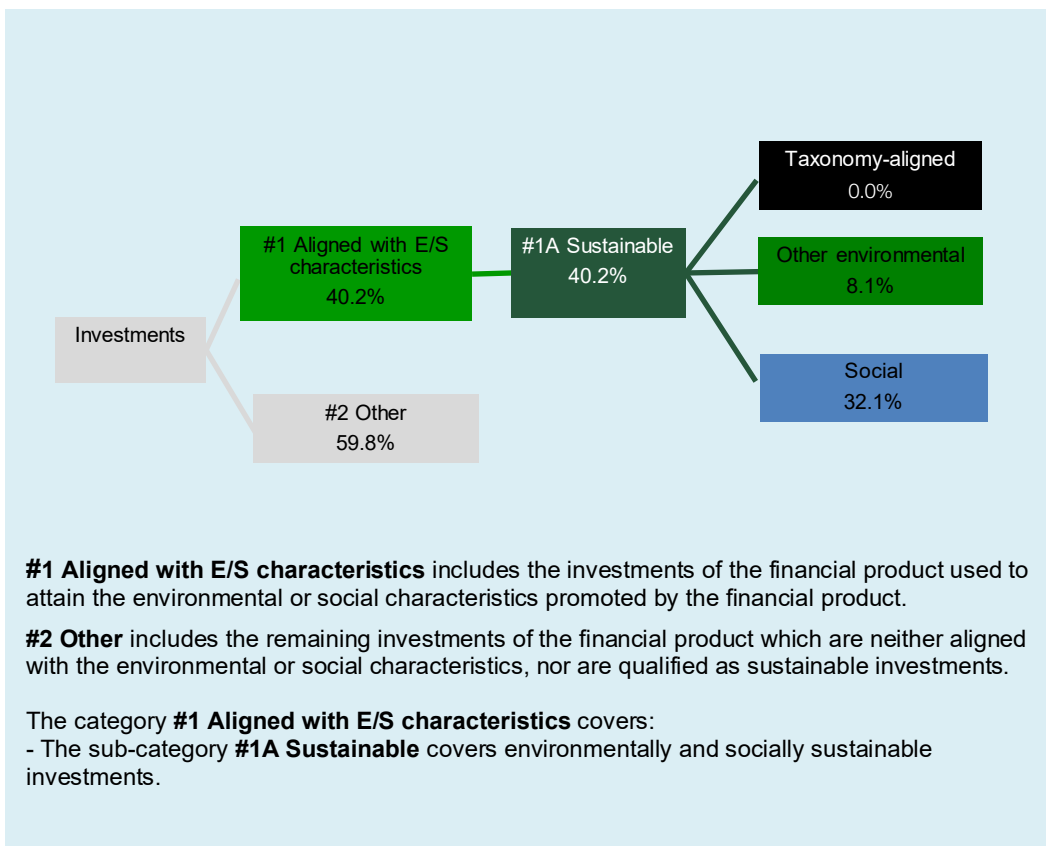 Taxonomy-aligned
0.0%
#1 Aligned with E/S
characteristics
40.2%
#1A Sustainable
40.2%
Other environmental
8.1%
Investments
Social
32.1%
#2 Other
59.8%
#1 Aligned with E/S characteristics includes the investments of the financial product used to
attain the environmental or social characteristics promoted by the financial product.
#2 Other includes the remaining investments of the financial product which are neither aligned
with the environmental or social characteristics, nor are qualified as sustainable investments.
The category #1 Aligned with E/S characteristics covers:
- The sub-category #1A Sustainable covers environmentally and socially sustainable
investments.